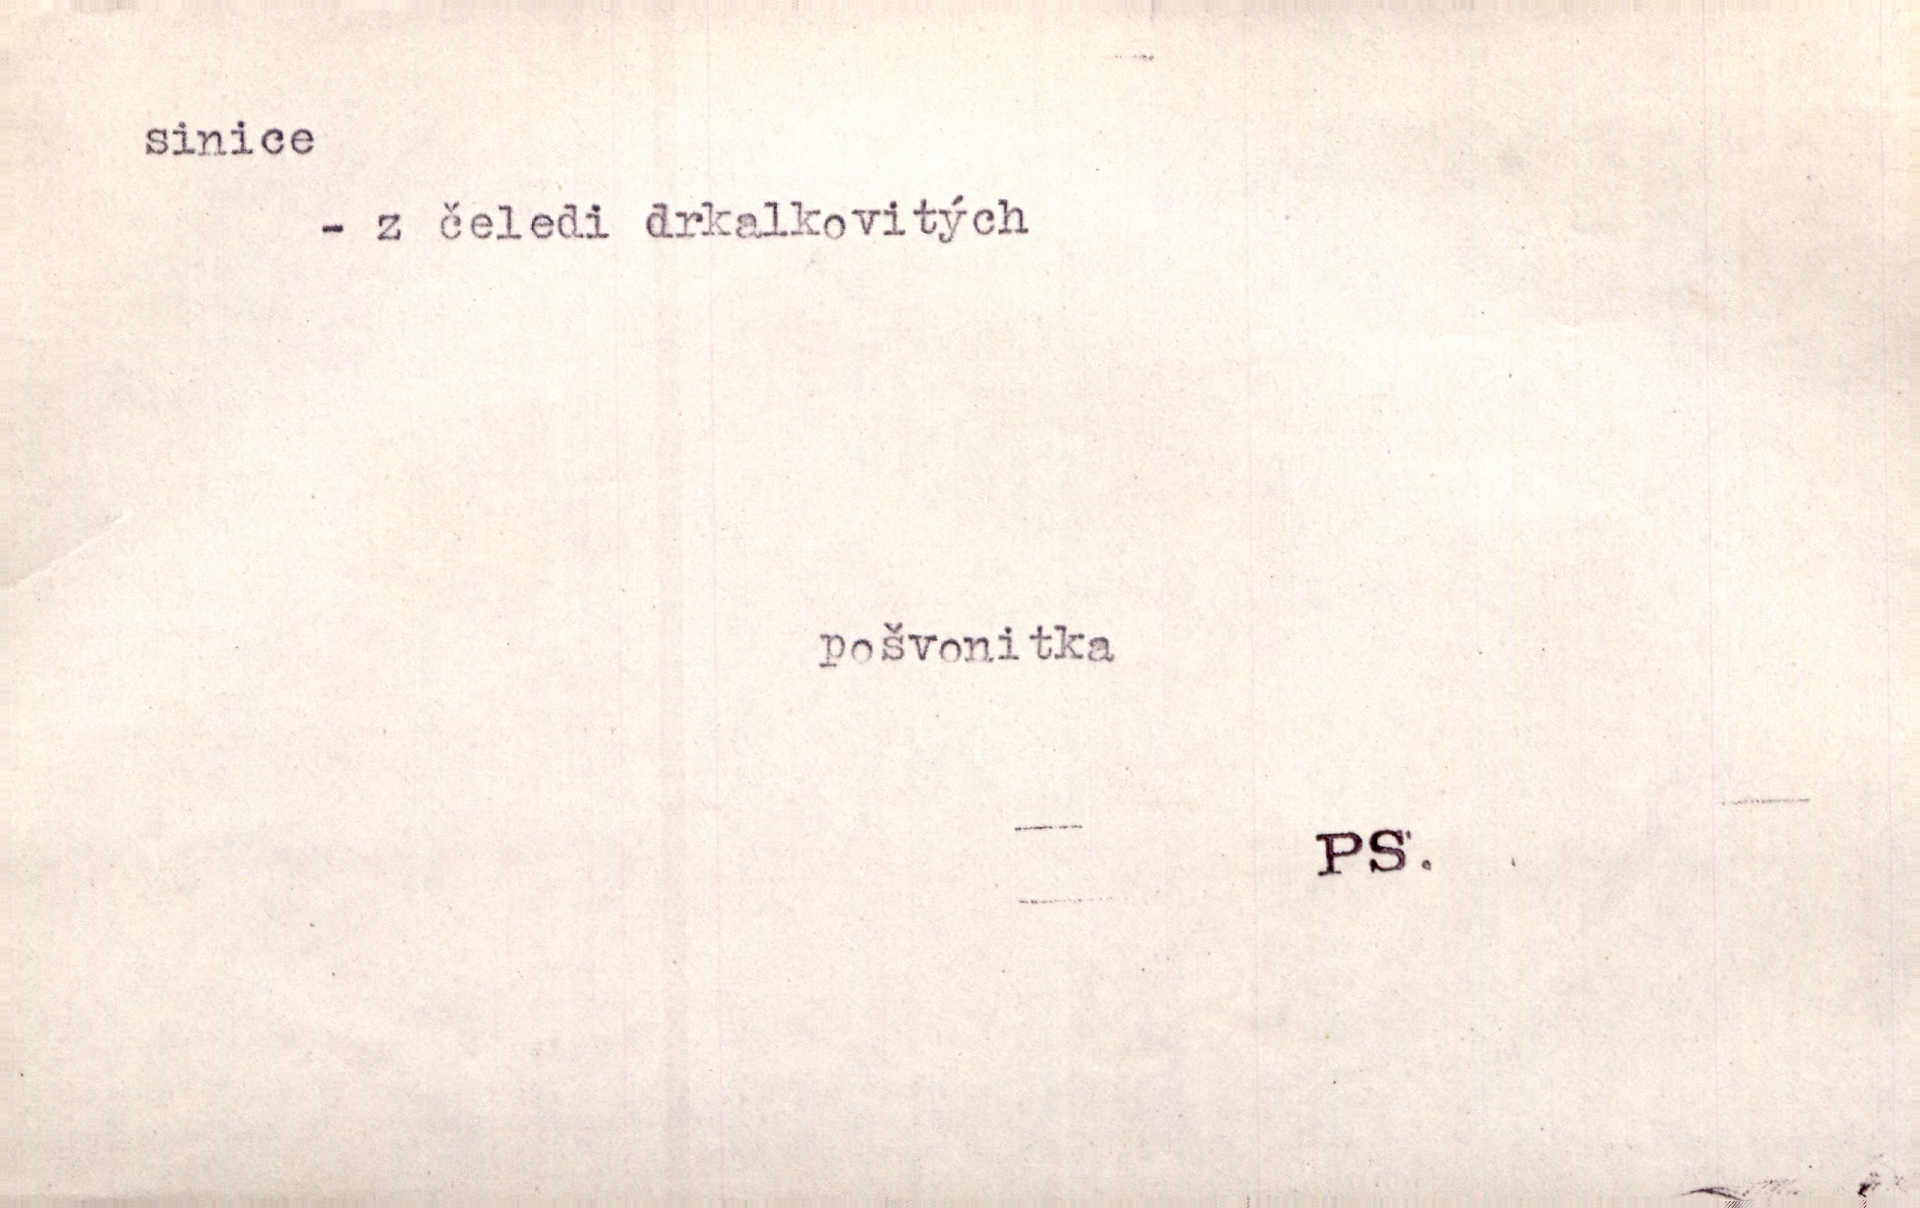 sinice
- z čeledi drkalkovitých
pošvonitka
PS.